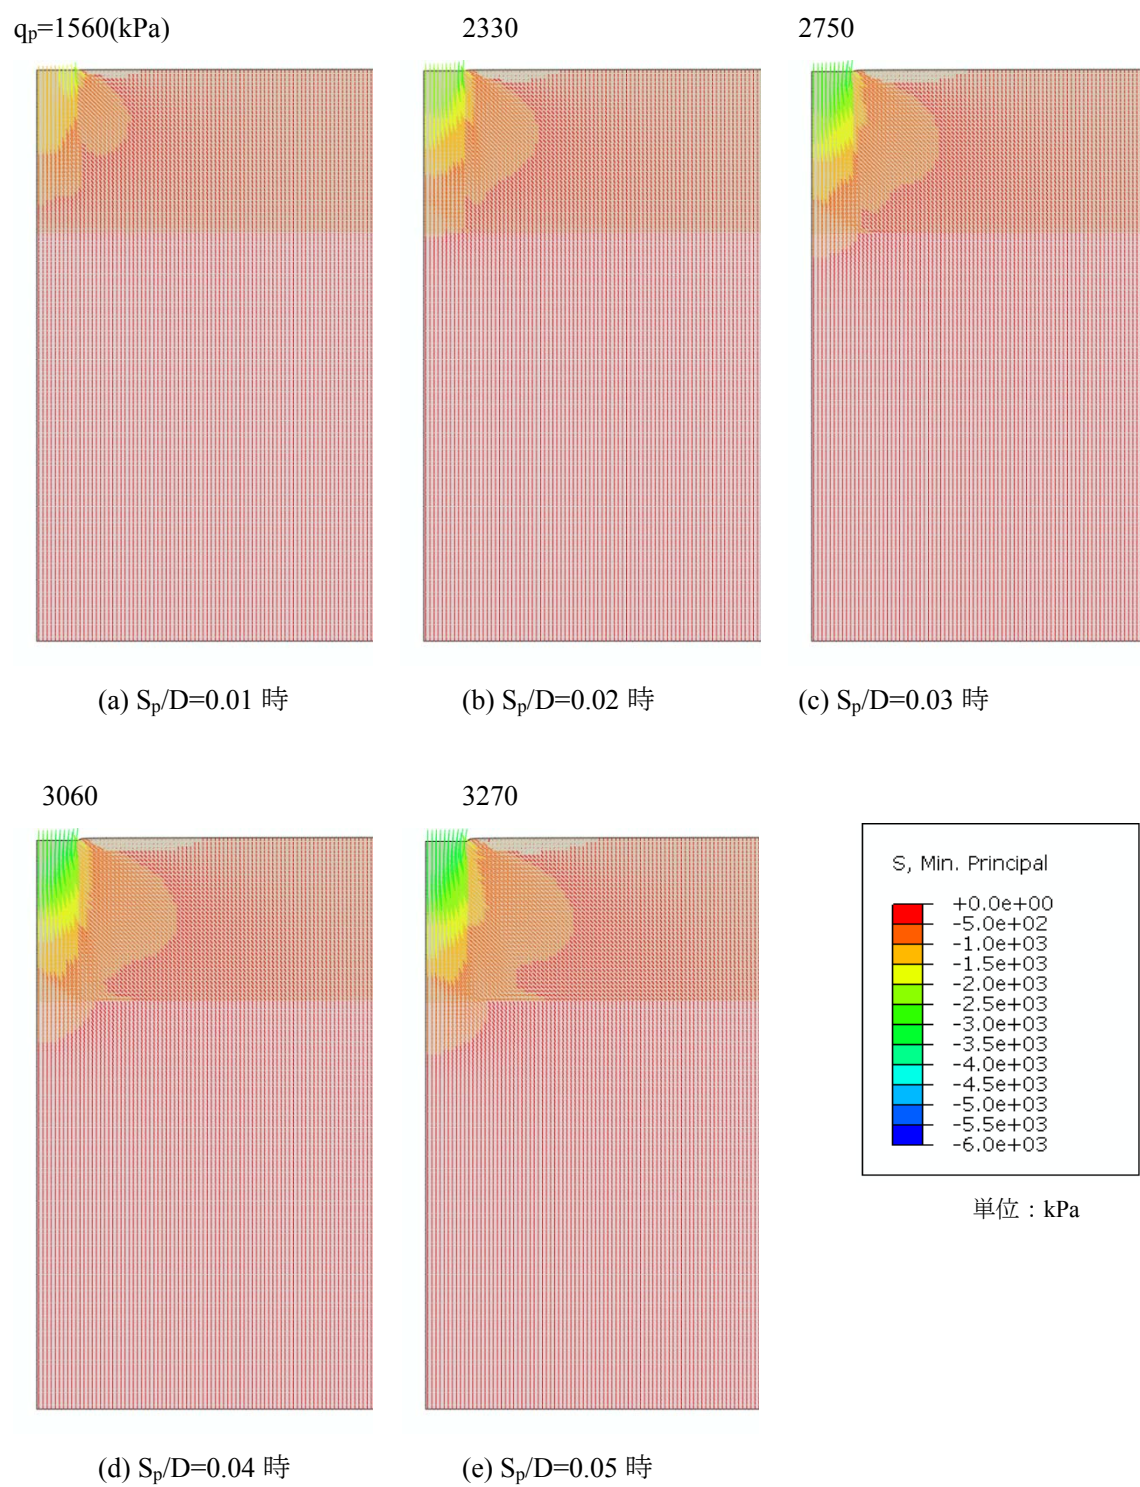 qp=1560(kPa)
2330
2750
(a) Sp/D=0.01 時
(b) Sp/D=0.02 時
(c) Sp/D=0.03 時
3060
3270
S, Min. Principal
+0.0e+00
-5.0e+02
-1.0e+03
-1.5e+03
-2.0e+03
-2.5e+03
-3.0e+03
-3.5e+03
-4.0e+03
-4.5e+03
-5.0e+03
-5.5e+03
-6.0e+03
単位：kPa
(d) Sp/D=0.04 時
(e) Sp/D=0.05 時